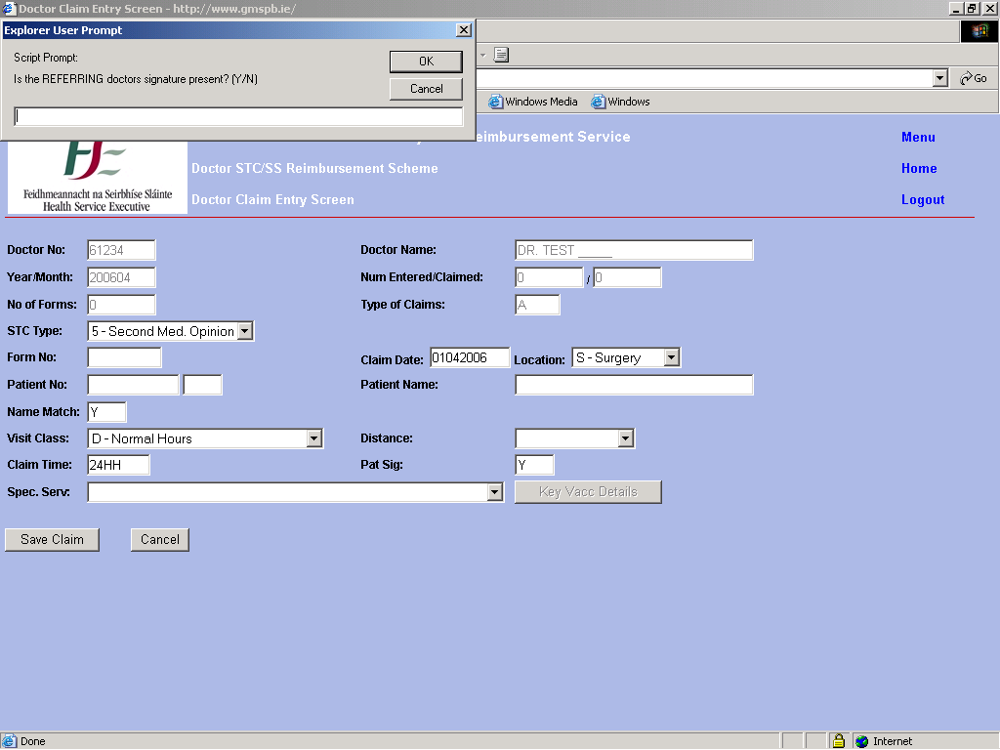 Doctor Claim Entry Screen - http://www.gmspb.ie/
Explorer User Prompt
Script Prompt:
Is the REFERRING doctors signature present? (Y/N)
OK
Cancel
Go
Windows Media Windows
eimbursement Service
Menu
Doctor STC/SS Reimbursement Scheme
Home
Doctor Claim Entry Screen
Logout
Feidhmeannacht na Seirbhíse Sláinte
Health Service Executive
Doctor No: 61234 Doctor Name: DR. TEST _____
Year/Month: 200604 Num Entered/Claimed: 0 / 0
No of Forms: 0 Type of Claims: A
STC Type: 5 - Second Med. Opinion
Form No: Claim Date: 01042006 Location: S - Surgery
Patient No: Patient Name:
Name Match: Y
Visit Class: D - Normal Hours Distance:
Claim Time: 24HH Pat Sig: Y
Spec. Serv: Key Vacc Details
Save Claim Cancel
Done Internet